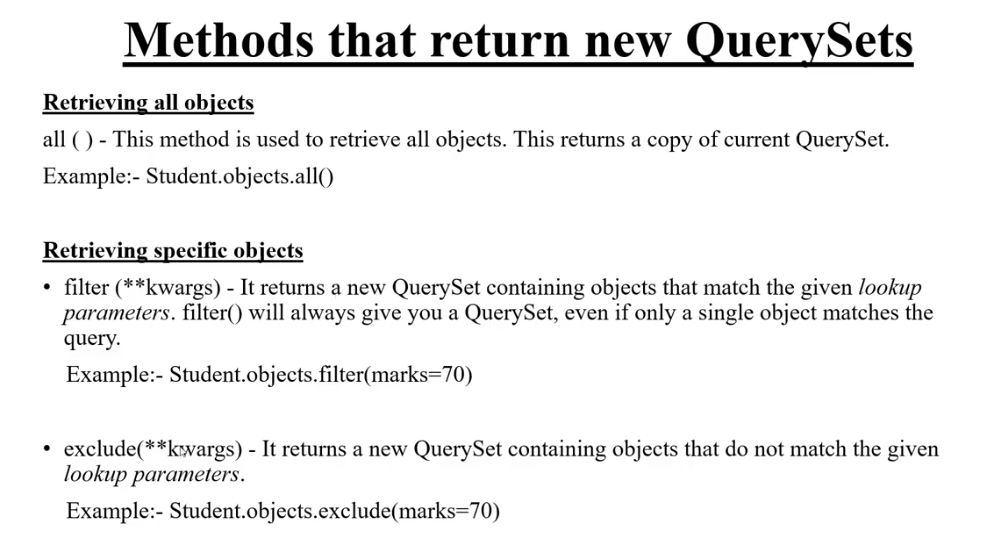 Methods that return new QuerySets
Retrieving all objects
all ( ) - This method is used to retrieve all objects. This returns a copy of current QuerySet.
Example:- Student.objects.all()
Retrieving specific objects
• filter (**kwargs) - It returns a new QuerySet containing objects that match the given lookup
parameters. filter() will always give you a QuerySet, even if only a single object matches the
query.
Example:- Student.objects.filter(marks=70)
• exclude(**kwargs) - It returns a new QuerySet containing objects that do not match the given
lookup parameters.
Example:- Student.objects.exclude(marks=70)